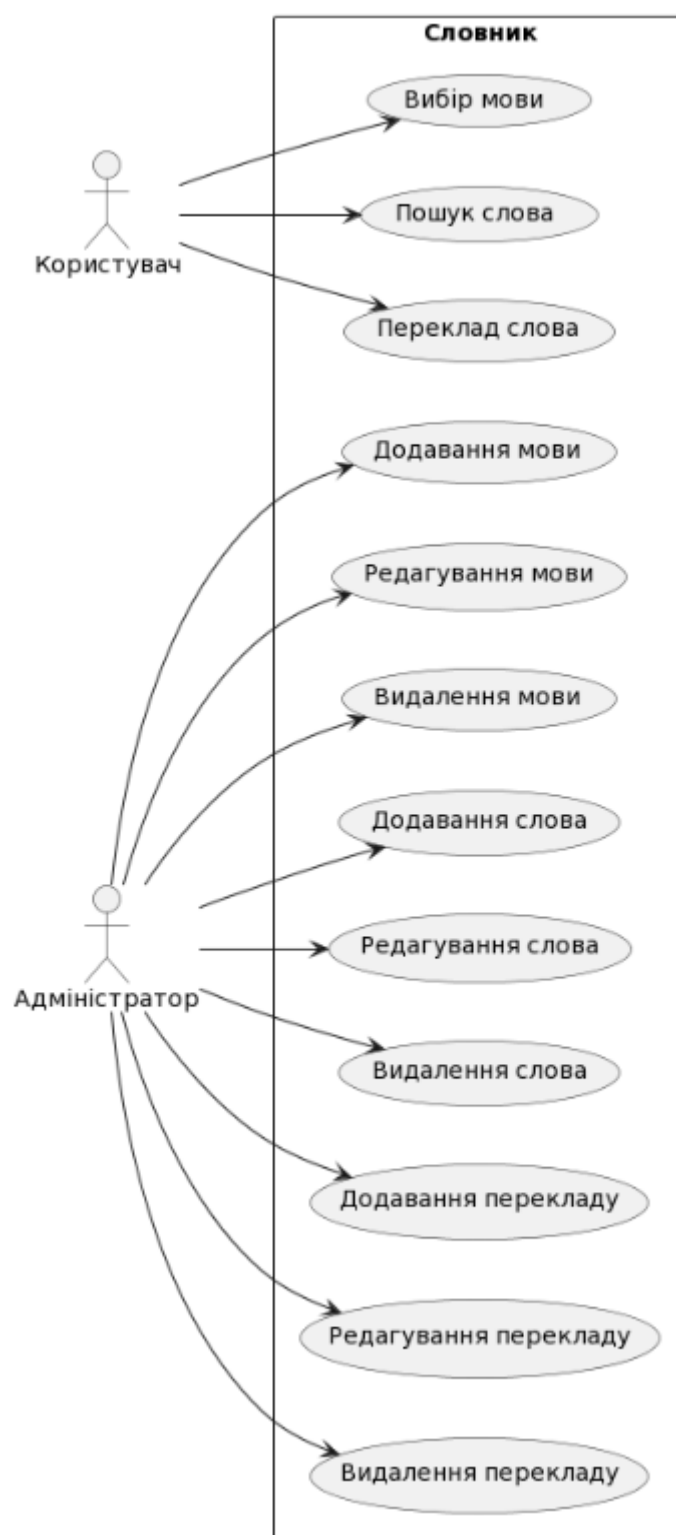 Словник
Вибір мови
Пошук слова
Користувач
Переклад слова
Додавання мови
Редагування мови
Видалення мови
Додавання слова
Редагування слова
Адміністратор
Видалення слова
Додавання перекладу
Редагування перекладу
Видалення перекладу